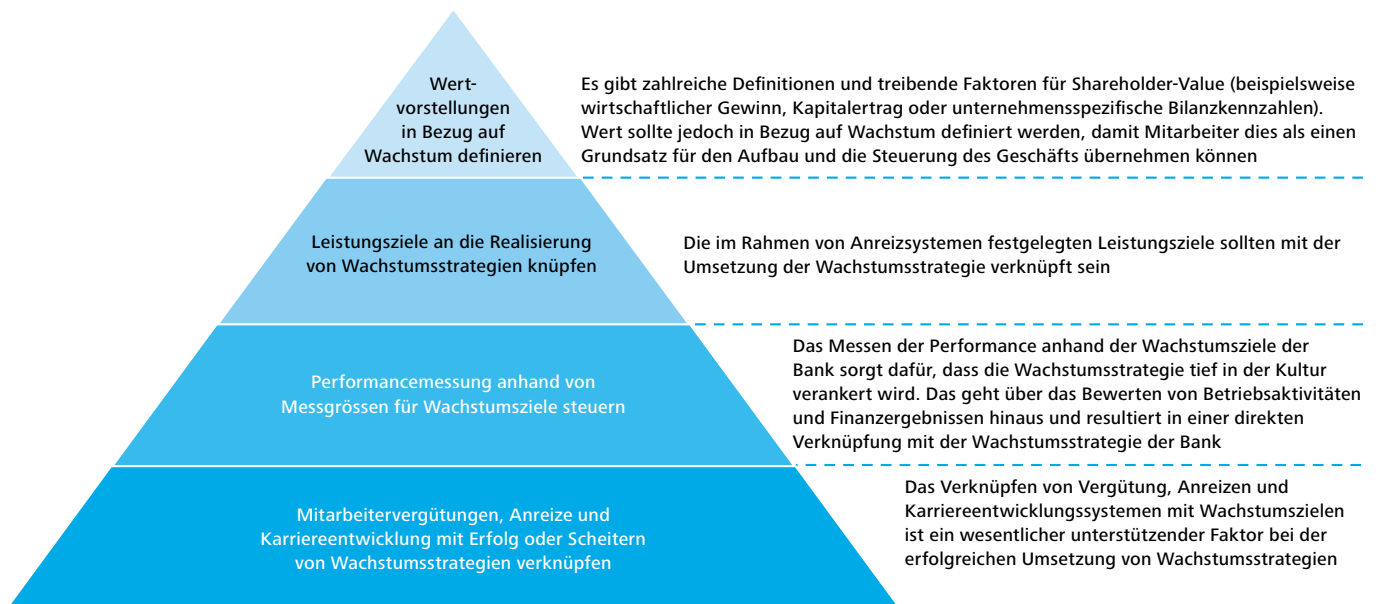 Wert-
vorstellungen
in Bezug auf
Wachstum definieren
Es gibt zahlreiche Definitionen und treibende Faktoren für Shareholder-Value (beispielsweise
wirtschaftlicher Gewinn, Kapitalertrag oder unternehmensspezifische Bilanzkennzahlen).
Wert sollte jedoch in Bezug auf Wachstum definiert werden, damit Mitarbeiter dies als einen
Grundsatz für den Aufbau und die Steuerung des Geschäfts übernehmen können
Leistungsziele an die Realisierung
von Wachstumsstrategien knüpfen
Die im Rahmen von Anreizsystemen festgelegten Leistungsziele sollten mit der
Umsetzung der Wachstumsstrategie verknüpft sein
Performancemessung anhand von
Messgrössen für Wachstumsziele steuern
Das Messen der Performance anhand der Wachstumsziele der
Bank sorgt dafür, dass die Wachstumsstrategie tief in der Kultur
verankert wird. Das geht über das Bewerten von Betriebsaktivitäten
und Finanzergebnissen hinaus und resultiert in einer direkten
Verknüpfung mit der Wachstumsstrategie der Bank
Mitarbeitervergütungen, Anreize und
Karriereentwicklung mit Erfolg oder Scheitern
von Wachstumsstrategien verknüpfen
Das Verknüpfen von Vergütung, Anreizen und
Karriereentwicklungssystemen mit Wachstumszielen
ist ein wesentlicher unterstützender Faktor bei der
erfolgreichen Umsetzung von Wachstumsstrategien